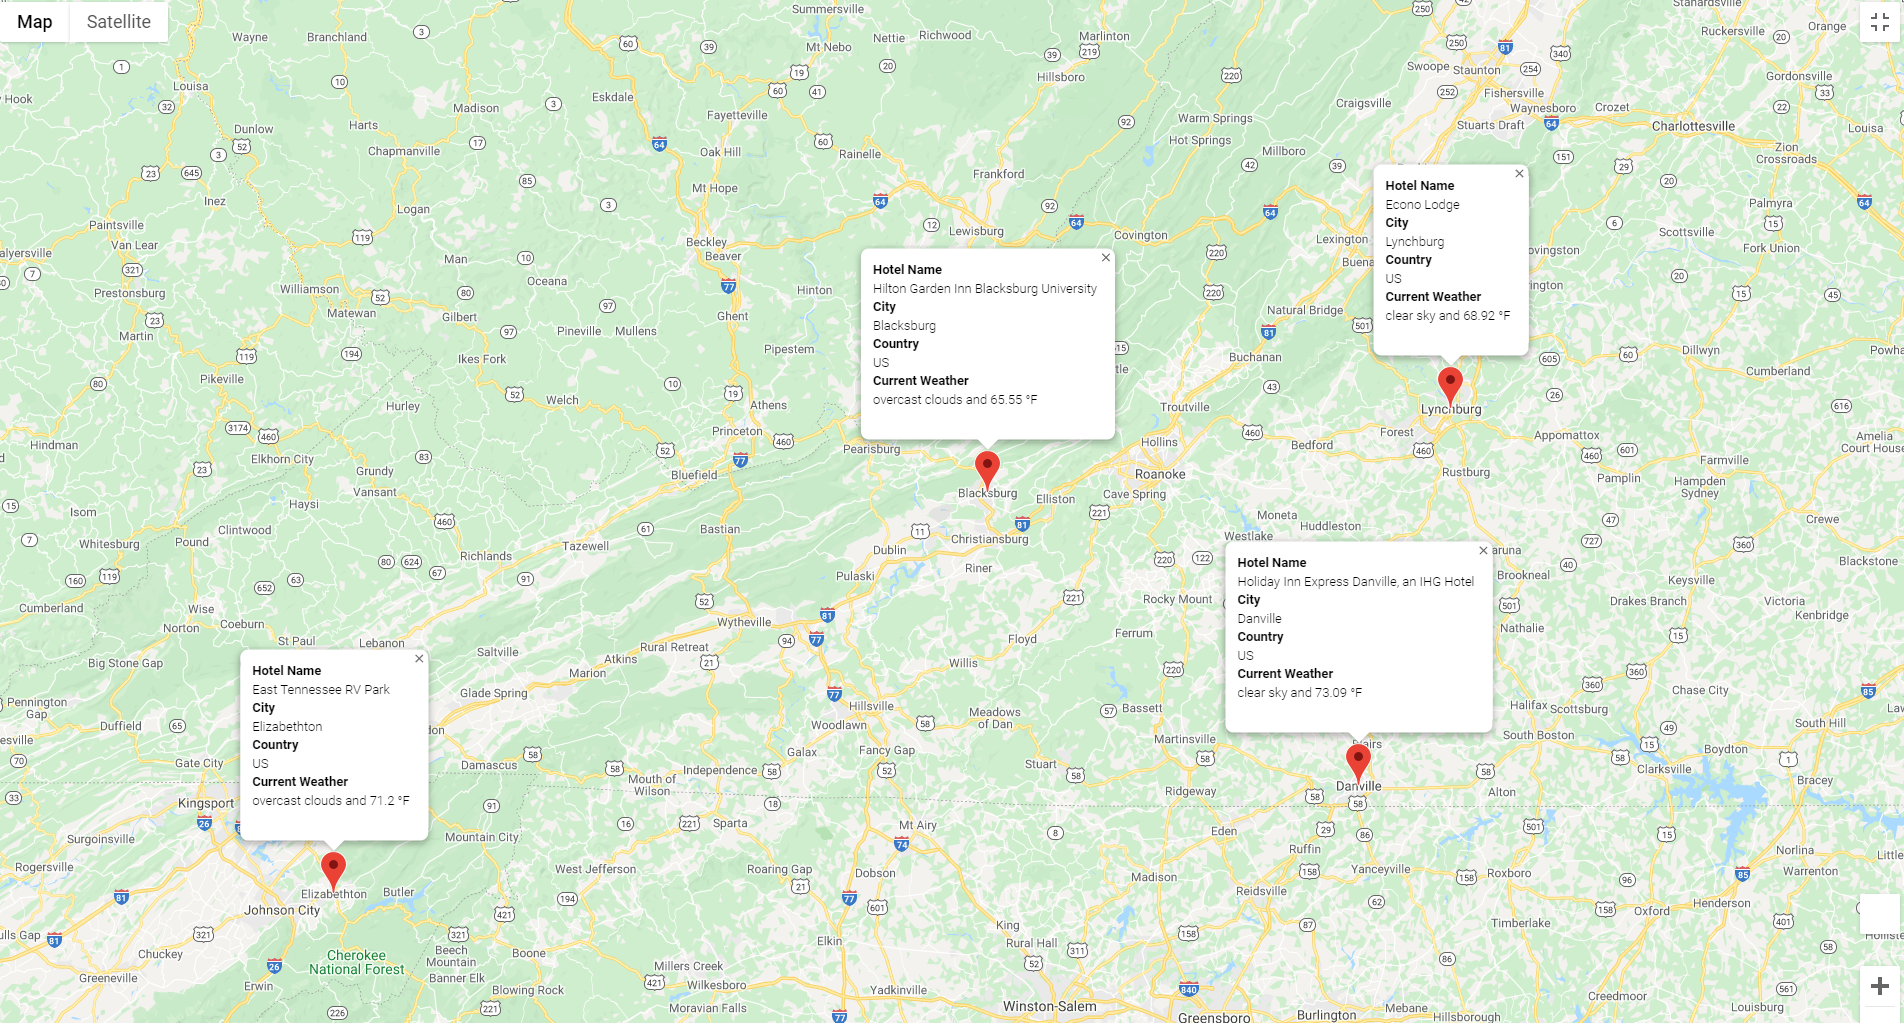 Map
Satellite
Hotel Name
Econo Lodge
City
Lynchburg
Country
US
Current Weather
clear sky and 68.92 °F
Hotel Name
Hilton Garden Inn Blacksburg University
City
Blacksburg
Country
US
Current Weather
overcast clouds and 65.55 °F
Hotel Name
Holiday Inn Express Danville, an IHG Hotel
City
Danville
Country
US
Current Weather
clear sky and 73.09 °F
Hotel Name
East Tennessee RV Park
City
Elizabethton
Country
US
Current Weather
overcast clouds and 71.2 °F
Summersville
Wayne
Branchland
Mt Nebo
Nettie
Richwood
Marlinton
Ruckersville
Orange
Louisa
Hillsboro
Swoope
Staunton
Gordonsville
Eskdale
Madison
Fayetteville
Craigsville
Fishersville
Waynesboro
Crozet
Harts
Dunlow
Warm Springs
Stuarts Draft
Charlottesville
Louisa
Chapmanville
Oak Hill
Rainelle
Hot Springs
Millboro
Zion
Crossroads
Frankford
Mt Hope
Inez
Logan
Palmyra
Paintsville
Lewisburg
Covington
Lexington
Scottsville
Fork Union
Van Lear
Beckley
Beaver
Man
Oceana
Prestonsburg
Williamson
Matewan
Gilbert
Hinton
Ghent
Natural Bridge
Martin
Pineville
Mullens
Pipestem
Ikes Fork
Buchanan
Dillwyn
Cumberland
Pikeville
Welch
Athens
Hurley
Troutville
Lynchburg
Hindman
Princeton
Hollins
Bedford
Forest
Appomattox
Amelia
Court House
Elkhorn City
Pearisburg
Farmville
Grundy
Bluefield
Roanoke
Rustburg
Pamplin
Hampden
Sydney
Vansant
Blacksburg
Elliston
Cave Spring
Haysi
Isom
Moneta
Huddleston
Crewe
Clintwood
Bastian
Westlake
Whitesburg
Pound
Tazewell
Richlands
Dublin
Christiansburg
Blackstone
Riner
Pulaski
Brookneal
Keysville
Cumberland
Wise
Rocky Mount
Drakes Branch
Victoria
Kenbridge
Norton
Coeburn
Wytheville
Nathalie
St Paul
Lebanon
Rural Retreat
Floyd
Ferrum
Saltville
Atkins
Big Stone Gap
Marion
Willis
Glade Spring
Chase City
Pennington
Gap
Hillsville
Bassett
Halifax
Scottsburg
Duffield
Woodlawn
Meadows
of Dan
South Boston
South Hill
Martinsville
Galax
Fancy Gap
Boydton
Gate City
Damascus
Independence
Stuart
Clarksville
Mouth of
Wilson
Danville
Ridgeway
Alton
Bracey
Kingsport
Surgoinsville
Mountain City
Sparta
Mt Airy
Eden
Ruffin
Norlina
Rogersville
West Jefferson
Roaring Gap
Dobson
Madison
Yanceyville
Roxboro
Warrenton
Elizabethton
Butler
Reidsville
Henderson
Oxford
Johnson City
King
Timberlake
Elkin
Rural Hall
Chuckey
Cherokee
National Forest
Beech
Mountain
Boone
Banner Elk
Millers Creek
Greeneville
Erwin
Blowing Rock
Wilkesboro
Yadkinville
Creedmoor
Moravian Falls
Winston-Salem
Greensboro
Burlington
Mebane
Hillsborough
Louisburg